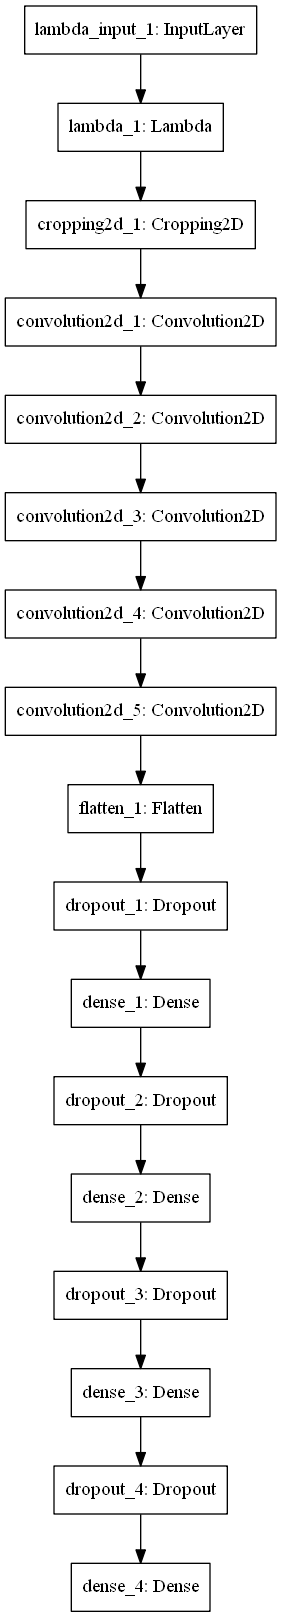 lambda_input_1: InputLayer
lambda_1: Lambda
cropping2d_1: Cropping2D
convolution2d_1: Convolution2D
convolution2d_2: Convolution2D
convolution2d_3: Convolution2D
convolution2d_4: Convolution2D
convolution2d_5: Convolution2D
flatten_1: Flatten
dropout_1: Dropout
dense_1: Dense
dropout_2: Dropout
dense_2: Dense
dropout_3: Dropout
dense_3: Dense
dropout_4: Dropout
dense_4: Dense